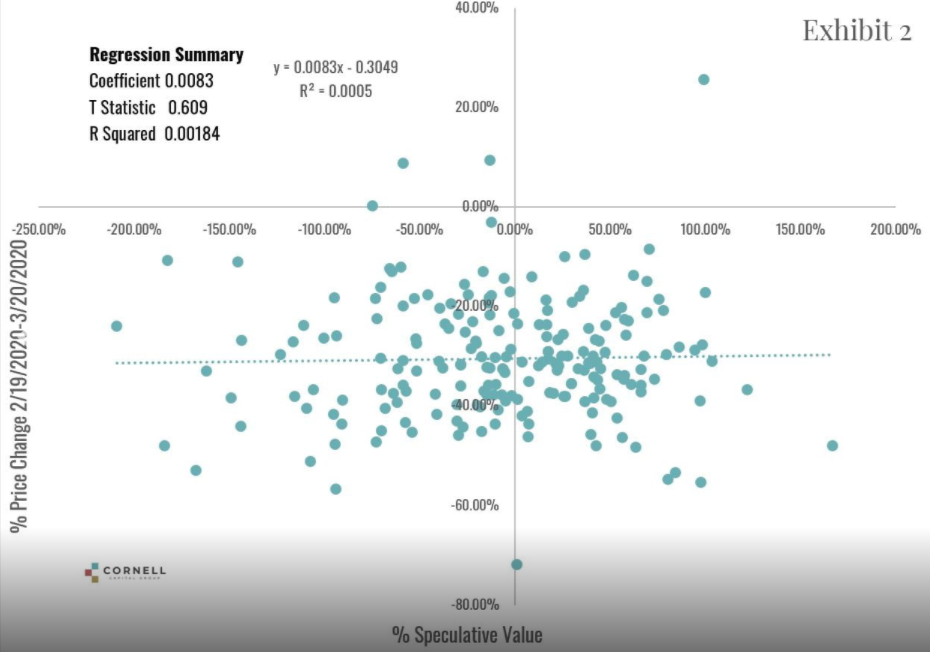 Exhibit 2
Regression Summary
Coefficient 0.0083
T Statistic 0.609
R Squared 0.00184
y = 0.0083x - 0.3049
R² = 0.0005
40.00%
20.00%
0.00%
-250.00% -200.00% -150.00% -100.00% -50.00% 0.00% 50.00% 100.00% 150.00% 200.00%
-20.00%
-40.00%
-60.00%
-80.00%
% Price Change 2/19/2020-3/20/2020
% Speculative Value
CORNELL
CAPITAL GROUP